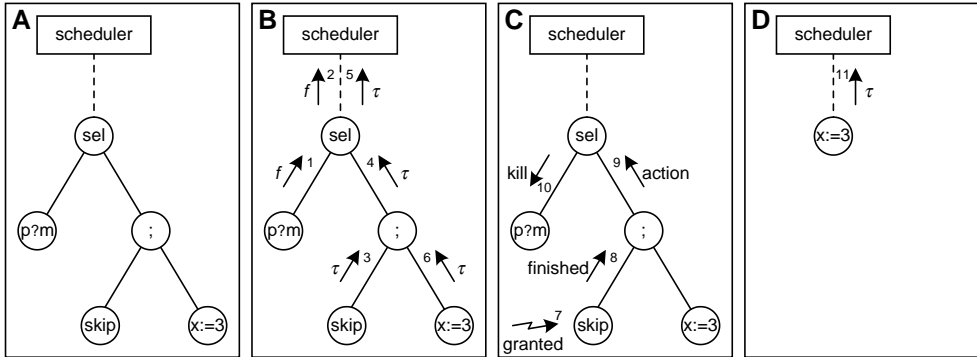 A
scheduler
sel
p?m
;
skip
x:=3
B
scheduler
2
5
f
τ
sel
f
1
4
τ
p?m
;
τ
3
6
τ
skip
x:=3
C
scheduler
sel
kill
10
9
action
p?m
;
finished
8
7
granted
skip
x:=3
D
scheduler
11
τ
x:=3